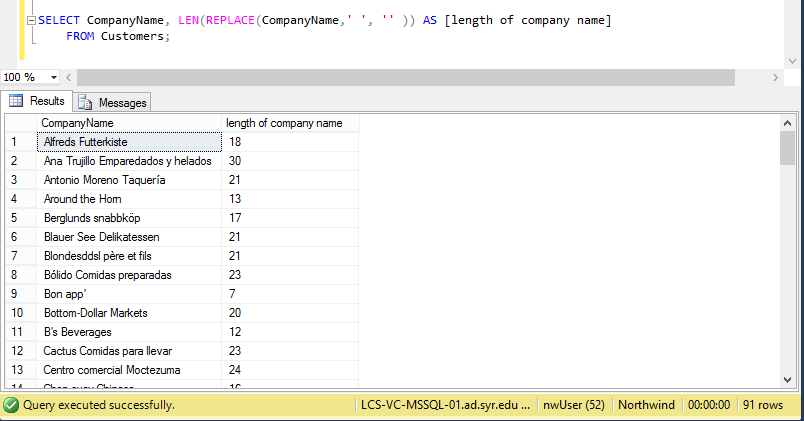 SELECT CompanyName, LEN(REPLACE(CompanyName,' ', '' )) AS [length of company name]
FROM Customers;
100 %
Results Messages
CompanyName length of company name
1 Alfreds Futterkiste 18
2 Ana Trujillo Emparedados y helados 30
3 Antonio Moreno Taquería 21
4 Around the Horn 13
5 Berglunds snabbköp 17
6 Blauer See Delikatessen 21
7 Blondesddsl père et fils 21
8 Bólido Comidas preparadas 23
9 Bon app' 7
10 Bottom-Dollar Markets 20
11 B's Beverages 12
12 Cactus Comidas para llevar 23
13 Centro comercial Moctezuma 24
Query executed successfully. LCS-VC-MSSQL-01.ad.syr.edu ... nwUser (52) Northwind 00:00:00 91 rows